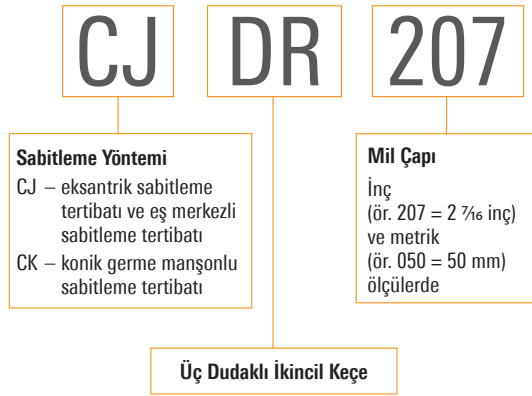 CJ DR 207
Sabitleme Yöntemi
CJ – eksantrik sabitleme
tertibatı ve eş merkezli
sabitleme tertibatı
CK – konik germe manşonlu
sabitleme tertibatı
Mil Çapı
İnç
(ör. 207 = 2 7⁄16 inç)
ve metrik
(ör. 050 = 50 mm)
ölçülerde
Üç Dudaklı İkincil Keçe